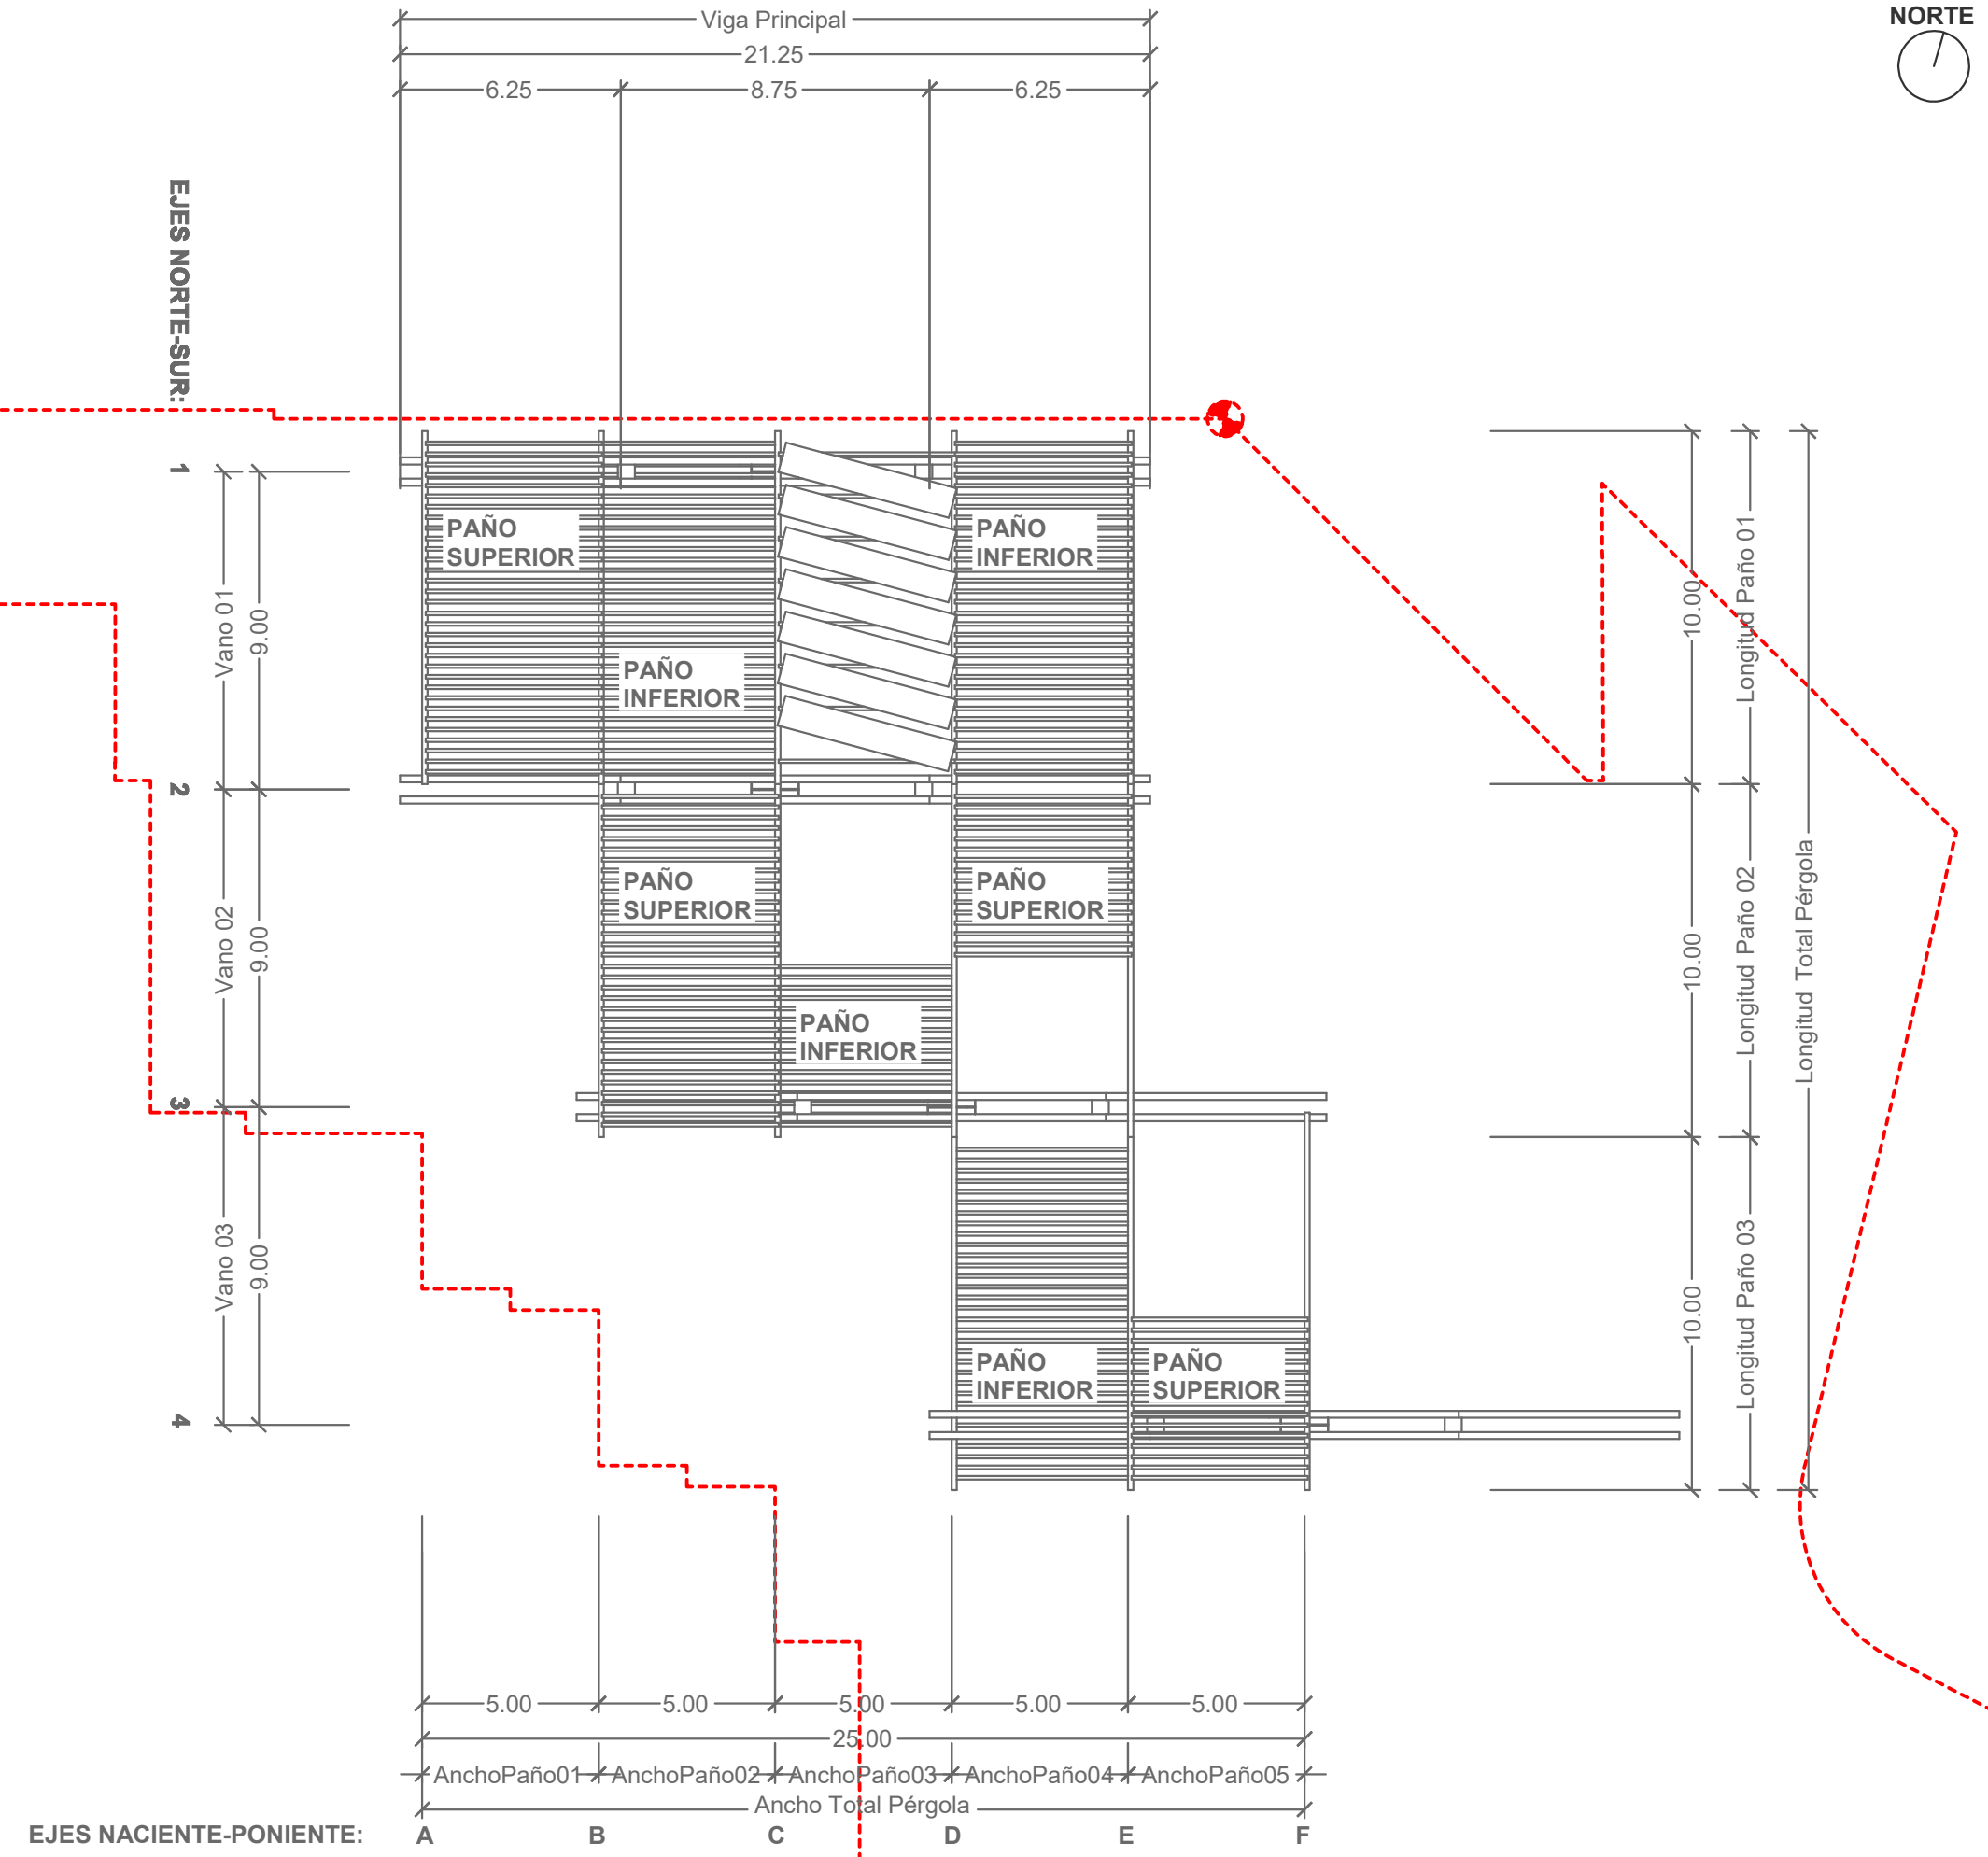 NORTE
Viga Principal
21.25
6.25
8.75
6.25
EJES NORTE-SUR:
1
2
3
4
Vano 01
9.00
Vano 02
9.00
Vano 03
9.00
PAÑO
SUPERIOR
PAÑO
INFERIOR
PAÑO
INFERIOR
PAÑO
SUPERIOR
PAÑO
SUPERIOR
PAÑO
INFERIOR
PAÑO
INFERIOR
PAÑO
SUPERIOR
10.00
Longitud Paño 01
10.00
Longitud Paño 02
10.00
Longitud Paño 03
Longitud Total Pérgola
5.00
5.00
5.00
5.00
5.00
25.00
AnchoPaño01
AnchoPaño02
AnchoPaño03
AnchoPaño04
AnchoPaño05
Ancho Total Pérgola
EJES NACIENTE-PONIENTE:
A
B
C
D
E
F